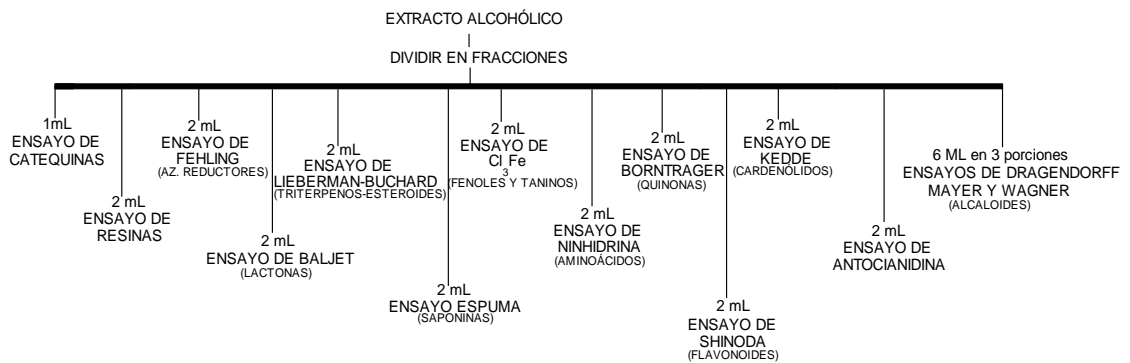 EXTRACTO ALCOHÓLICO
DIVIDIR EN FRACCIONES
1mL
ENSAYO DE
CATEQUINAS
2 mL
ENSAYO DE
RESINAS
2 mL
ENSAYO DE
FEHLING
(AZ. REDUCTORES)
2 mL
ENSAYO DE BALJET
(LACTONAS)
2 mL
ENSAYO DE
LIEBERMAN-BUCHARD
(TRITERPENOS-ESTEROIDES)
2 mL
ENSAYO ESPUMA
(SAPONINAS)
2 mL
ENSAYO DE
Cl Fe
3
(FENOLES Y TANINOS)
2 mL
ENSAYO DE
NINHIDRINA
(AMINOÁCIDOS)
2 mL
ENSAYO DE
BORNTRAGER
(QUINONAS)
2 mL
ENSAYO DE
SHINODA
(FLAVONOIDES)
2 mL
ENSAYO DE
KEDDE
(CARDENÓLIDOS)
2 mL
ENSAYO DE
ANTOCIANIDINA
6 ML en 3 porciones
ENSAYOS DE DRAGENDORFF
MAYER Y WAGNER
(ALCALOIDES)